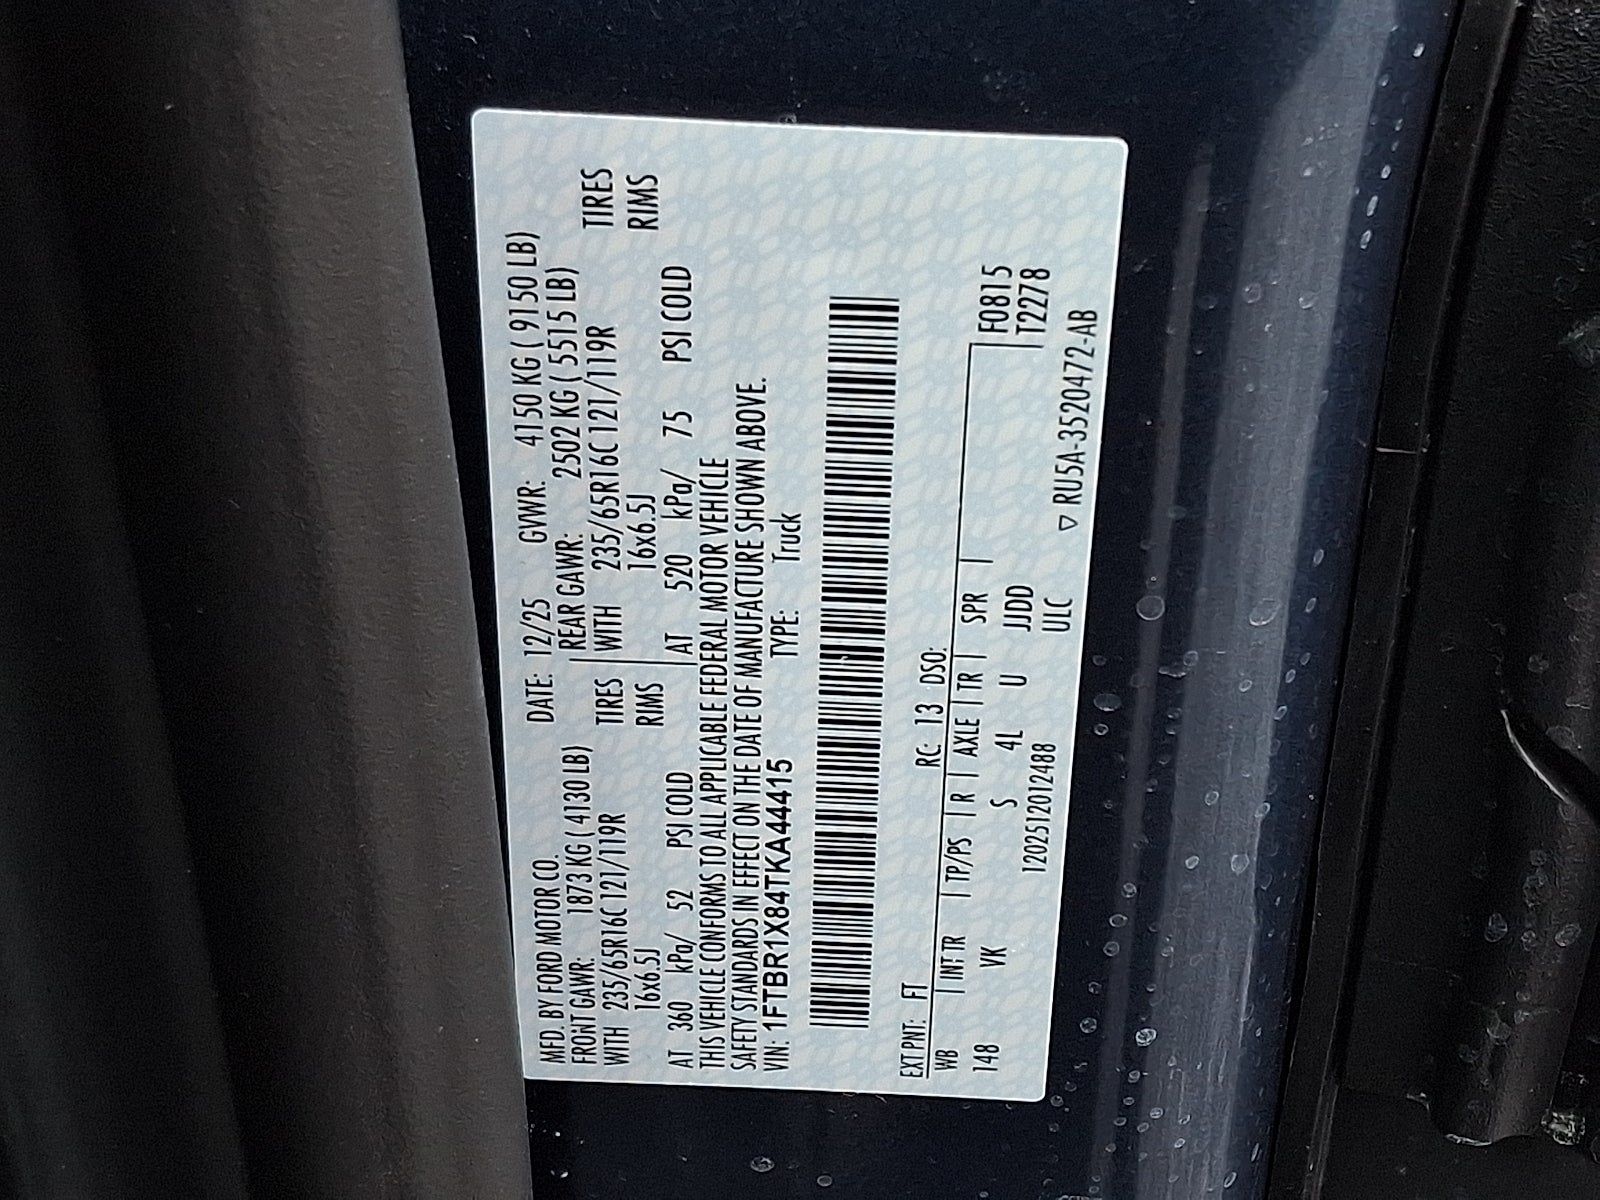 MFD. BY FORD MOTOR CO. DATE: 12/25 GVWR: 4150 KG ( 9150 LB)
FRONT GAWR: 1873 KG ( 4130 LB) REAR GAWR: 2502 KG ( 5515 LB)
WITH 235/65R16C 121/119R TIRES WITH 235/65R16C 121/119R TIRES
16x6.5J RIMS 16x6.5J RIMS
AT 360 kPa/ 52 PSI COLD AT 520 kPa/ 75 PSI COLD
THIS VEHICLE CONFORMS TO ALL APPLICABLE FEDERAL MOTOR VEHICLE
SAFETY STANDARDS IN EFFECT ON THE DATE OF MANUFACTURE SHOWN ABOVE.
VIN: 1FTBR1X84TKA44415 TYPE: Truck
EXT PNT: FT RC: 13 DSO:
WB | INT TR | TP/PS | R | AXLE | TR | SPR | F0815
148 VK S 4L U JJDD T2278
1202512012488 ULC ▽ RU5A-3520472-AB